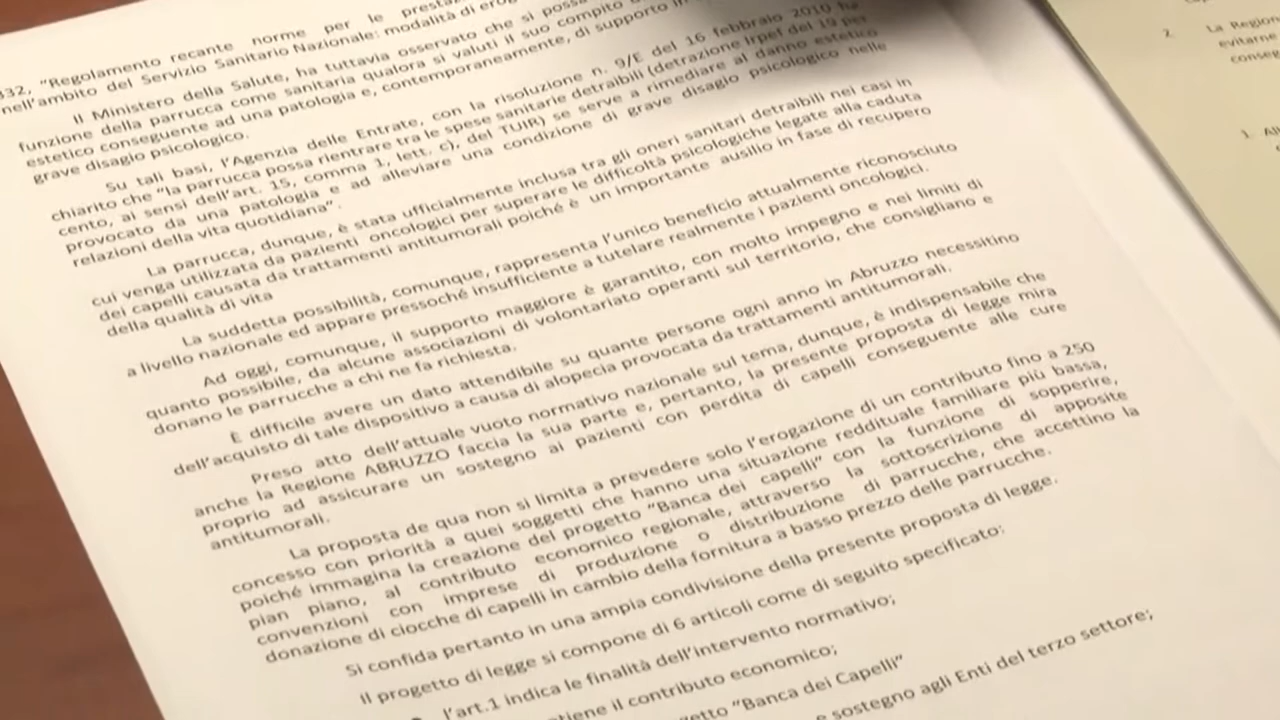 332, "Regolamento recante norme per le
nell'ambito del Servizio Sanitario Nazionale: modalità di
Il Ministero della Salute, ha tuttavia osservato che si
funzione della parrucca come sanitaria qualora si valuti il suo compito
estetico conseguente ad una patologia e, contemporaneamente, di supporto in
grave disagio psicologico.
Su tali basi, l'Agenzia delle Entrate, con la risoluzione n. 9/E del 16 febbraio 2010 ha
chiarito che "la parrucca possa rientrare tra le spese sanitarie detraibili (detrazione Irpef del 19 per
cento, ai sensi dell'art. 15, comma 1, lett. c), del TUIR) se serve a rimediare al danno estetico
provocato da una patologia e ad alleviare una condizione di grave disagio psicologico nelle
relazioni della vita quotidiana".
La parrucca, dunque, è stata ufficialmente inclusa tra gli oneri sanitari detraibili nei casi in
cui venga utilizzata da pazienti oncologici per superare le difficoltà psicologiche legate alla caduta
dei capelli causata da trattamenti antitumorali poiché è un importante ausilio in fase di recupero
della qualità di vita
La suddetta possibilità, comunque, rappresenta l'unico beneficio attualmente riconosciuto
a livello nazionale ed appare pressoché insufficiente a tutelare realmente i pazienti oncologici.
Ad oggi, comunque, il supporto maggiore è garantito, con molto impegno e nei limiti di
quanto possibile, da alcune associazioni di volontariato operanti sul territorio, che consigliano e
donano le parrucche a chi ne fa richiesta.
È difficile avere un dato attendibile su quante persone ogni anno in Abruzzo necessitino
dell'acquisto di tale dispositivo a causa di alopecia provocata da trattamenti antitumorali.
Preso atto dell'attuale vuoto normativo nazionale sul tema, dunque, è indispensabile che
anche la Regione ABRUZZO faccia la sua parte e, pertanto, la presente proposta di legge mira
proprio ad assicurare un sostegno ai pazienti con perdita di capelli conseguente alle cure
antitumorali.
La proposta de qua non si limita a prevedere solo l'erogazione di un contributo fino a 250
concesso con priorità a quei soggetti che hanno una situazione reddituale familiare più bassa,
poiché immagina la creazione del progetto "Banca dei capelli" con la funzione di sopperire,
pian piano, al contributo economico regionale, attraverso la sottoscrizione di apposite
convenzioni con imprese di produzione o distribuzione di parrucche, che accettino la
donazione di ciocche di capelli in cambio della fornitura a basso prezzo delle parrucche.
Si confida pertanto in una ampia condivisione della presente proposta di legge.
Il progetto di legge si compone di 6 articoli come di seguito specificato:
l'art.1 indica le finalità dell'intervento normativo;
il contributo economico;
"Banca dei Capelli"
sostegno agli Enti del terzo settore;
2. La
evitarne
1.